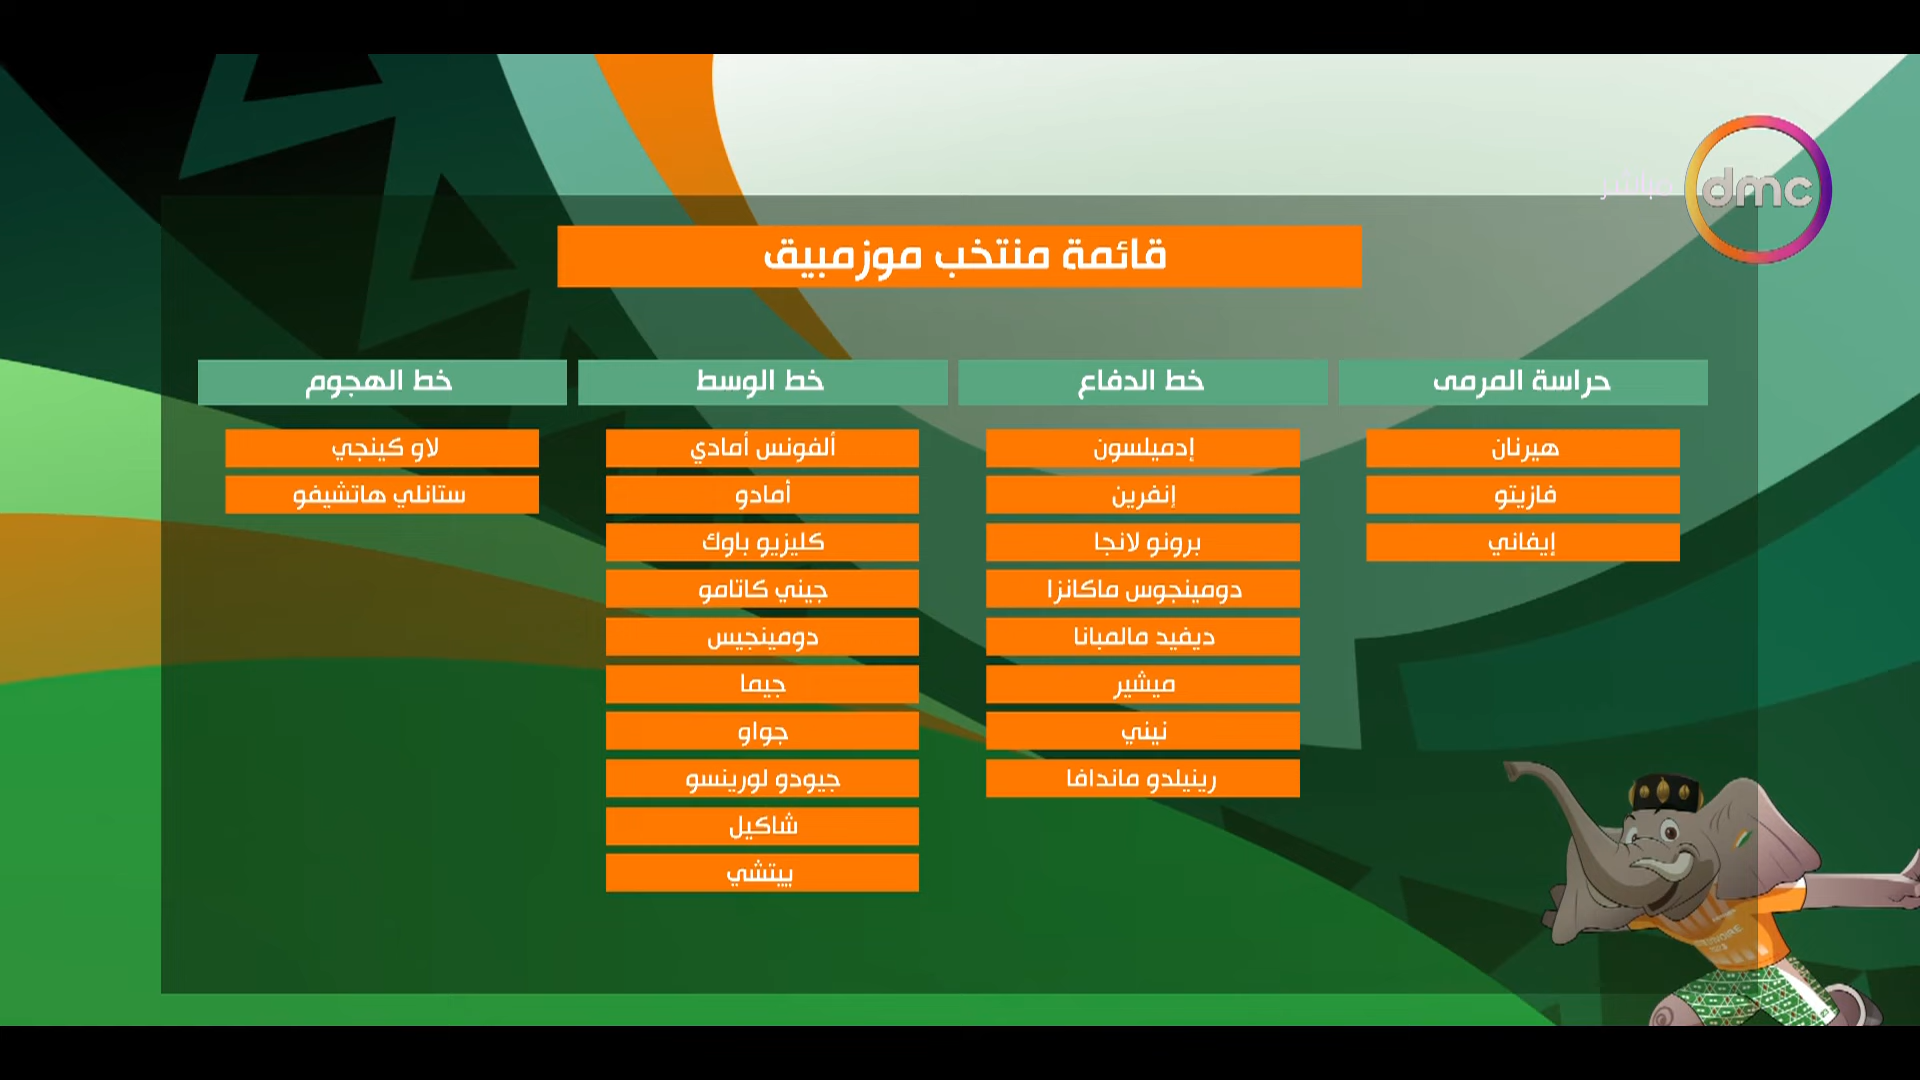 dmc
مباشر
قائمة منتخب موزمبيق
حراسة المرمى
هيرنان
فازيتو
إيفاني
خط الدفاع
إدميلسون
إنفرين
برونو لانجا
دومينجوس ماكانزا
ديفيد مالمبانا
ميشير
نيني
رينيلدو ماندافا
خط الوسط
ألفونس أمادي
أمادو
كليزيو باوك
جيني كاتامو
دومينجيس
جيما
جواو
جيودو لورينسو
شاكيل
بيتشي
خط الهجوم
لاو كينجي
ستانلي هاتشيفو